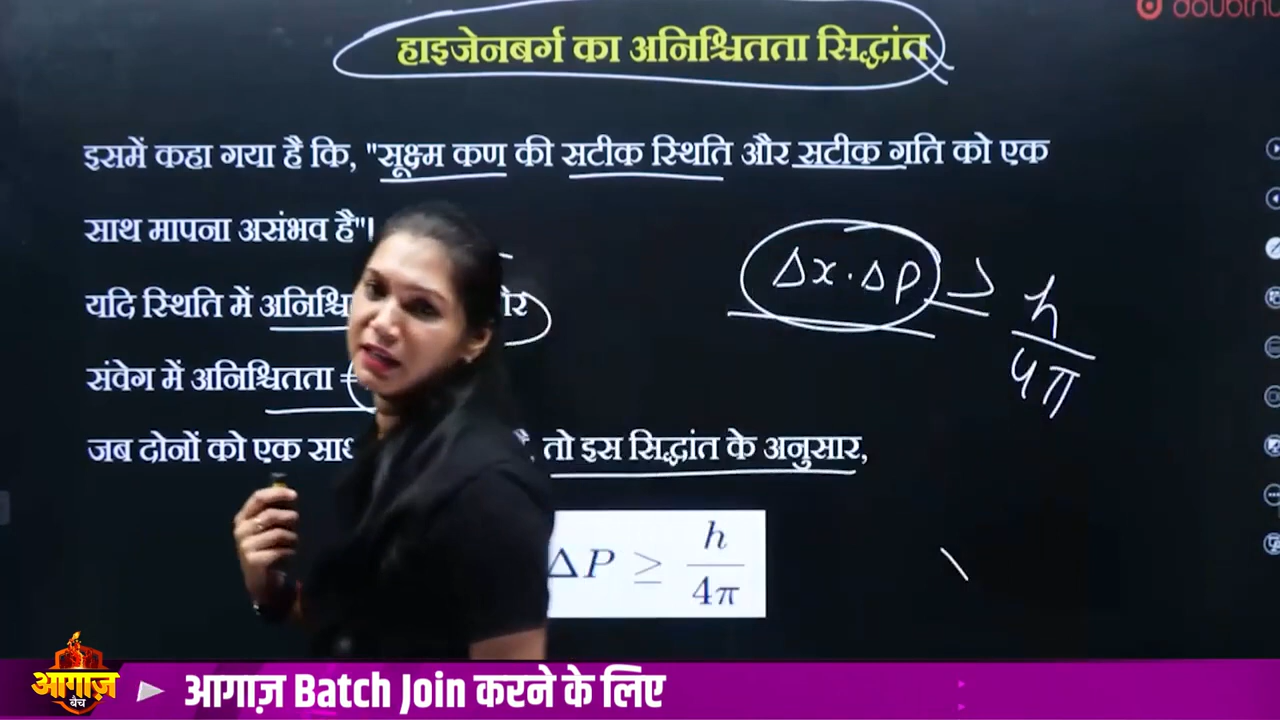 doubtnu
हाइजेनबर्ग का अनिश्चितता सिद्धांत
इसमें कहा गया है कि, "सूक्ष्म कण की सटीक स्थिति और सटीक गति को एक
साथ मापना असंभव है"।
Δx·Δp ≥ h/4π
यदि स्थिति में
संवेग में अनिश्चितता =
जब दोनों को एक तो इस सिद्धांत के अनुसार,
ΔP ≥ h/4π
आगाज़
बैच
आगाज़ Batch Join करने के लिए